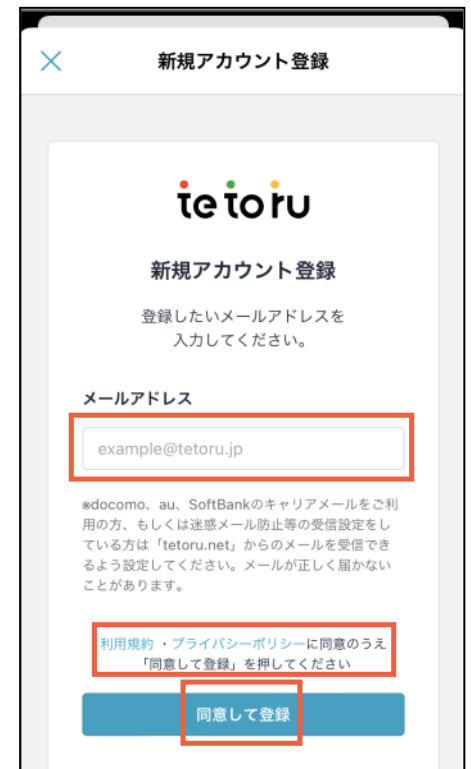 新規アカウント登録
tetoru
新規アカウント登録
登録したいメールアドレスを
入力してください。
メールアドレス
example@tetoru.jp
※docomo、au、SoftBankのキャリアメールをご利
用の方、もしくは迷惑メール防止等の受信設定をし
ている方は「tetoru.net」からのメールを受信でき
るよう設定してください。メールが正しく届かない
ことがあります。
利用規約 ・プライバシーポリシーに同意のうえ
「同意して登録」を押してください
同意して登録